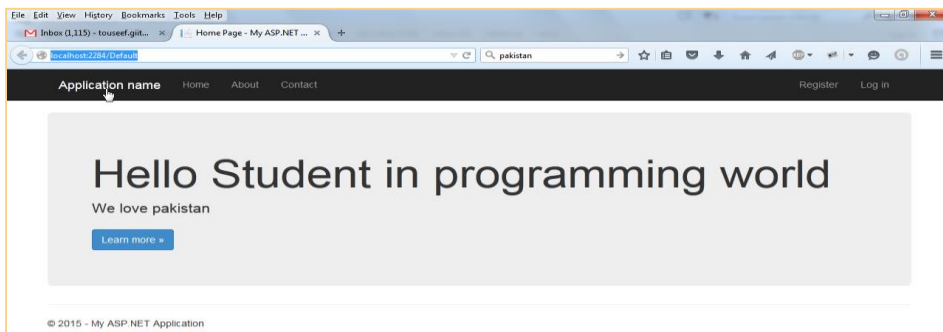 File Edit View History Bookmarks Tools Help
Inbox (1,115) - touseef.giit... × Home Page - My ASP.NET ... × +
localhost:2284/Default pakistan
Application name Home About Contact Register Log in
Hello Student in programming world
We love pakistan
Learn more »
© 2015 - My ASP.NET Application